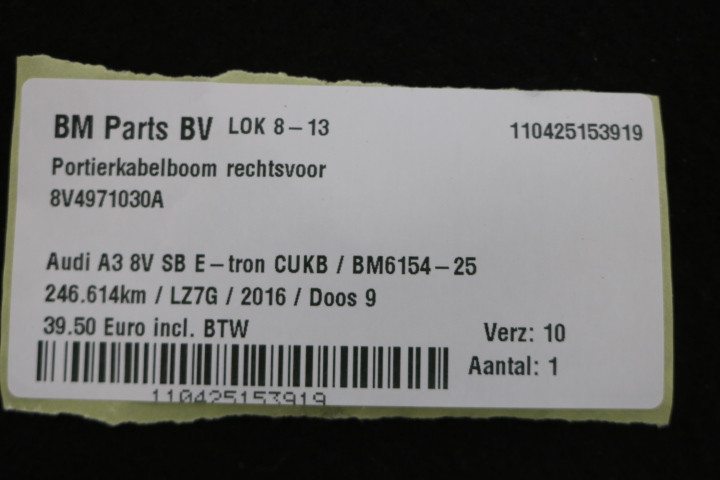 BM Parts BV LOK 8-13 110425153919
Portierkabelboom rechtsvoor
8V4971030A
Audi A3 8V SB E-tron CUKB / BM6154-25
246.614km / LZ7G / 2016 / Doos 9
39.50 Euro incl. BTW Verz: 10
Aantal: 1
110425153919